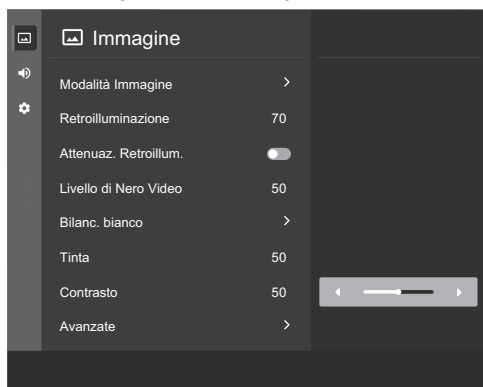 Immagine
Modalità Immagine
Retroilluminazione 70
Attenuaz. Retroillum.
Livello di Nero Video 50
Bilanc. bianco
Tinta 50
Contrasto 50
Avanzate